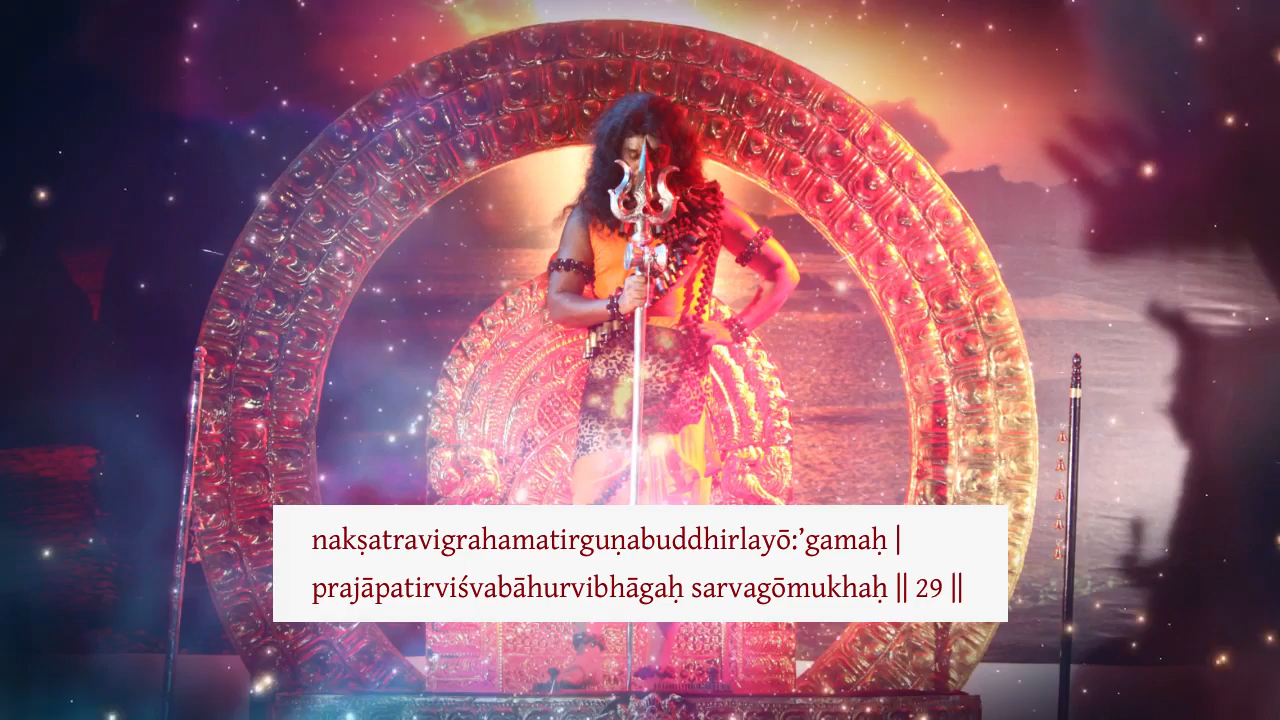 nakṣatravigrahamatirguṇabuddhirlayō:’gamaḥ |
prajāpatirviśvabāhurvibhāgaḥ sarvagōmukhaḥ || 29 ||